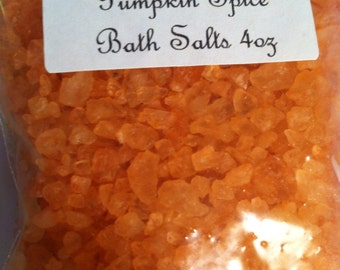 Pumpkin Spice
Bath Salts 4oz